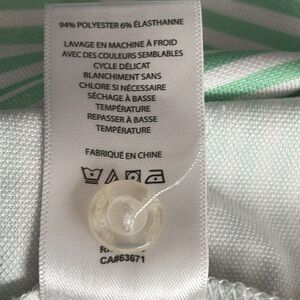 94% POLYESTER 6% ÉLASTHANNE
LAVAGE EN MACHINE À FROID
AVEC DES COULEURS SEMBLABLES
CYCLE DÉLICAT
BLANCHIMENT SANS
CHLORE SI NÉCESSAIRE
SÉCHAGE À BASSE
TEMPÉRATURE
REPASSER À BASSE
TEMPÉRATURE
FABRIQUÉ EN CHINE
CA#63671